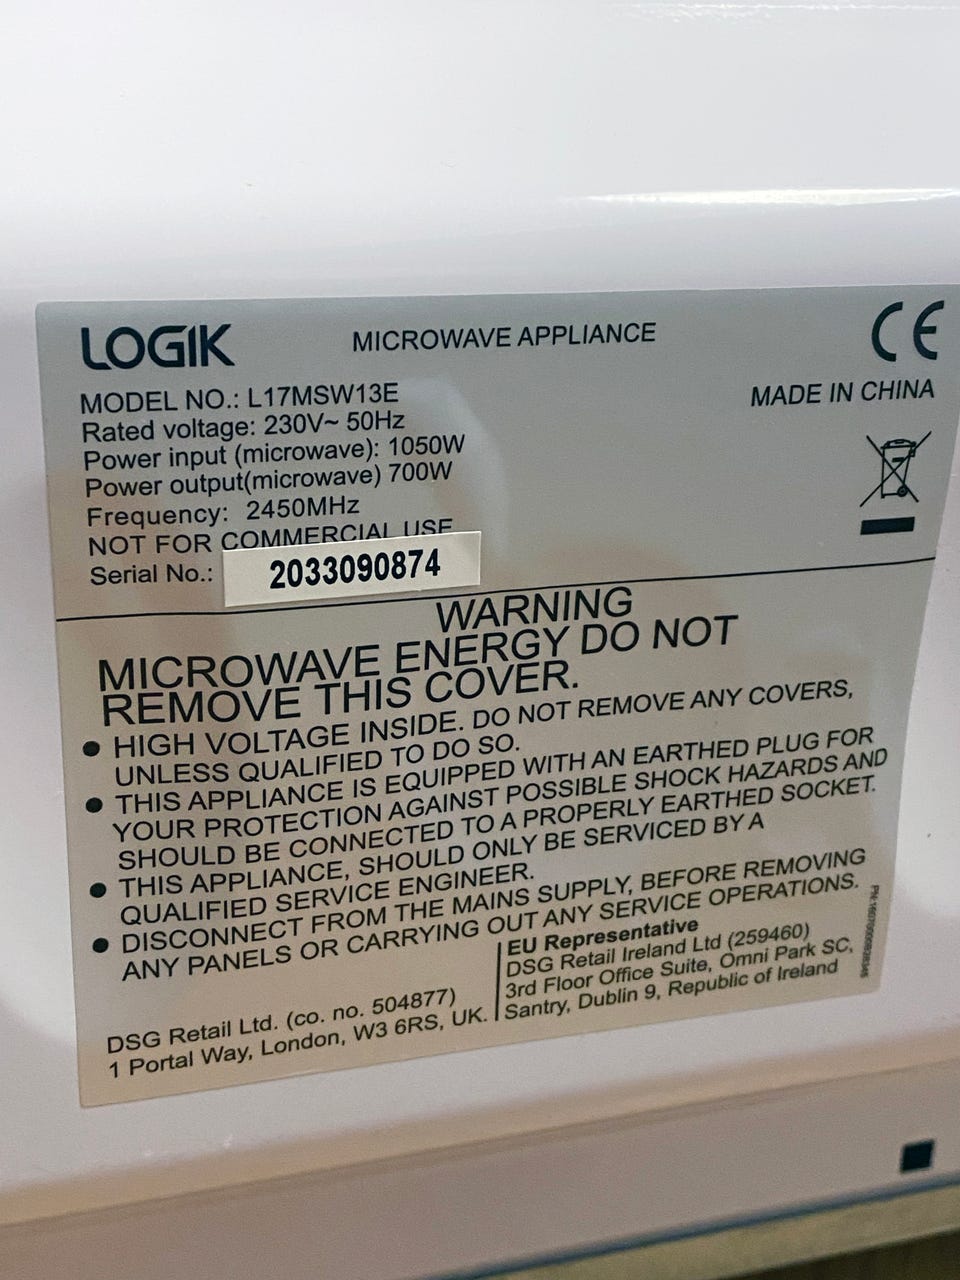 LOGIK
MICROWAVE APPLIANCE
CE
MODEL NO.: L17MSW13E
MADE IN CHINA
Rated voltage: 230V~ 50Hz
Power input (microwave): 1050W
Power output(microwave) 700W
Frequency: 2450MHz
NOT FOR COMMERCIAL USE
Serial No.: 2033090874
WARNING
MICROWAVE ENERGY DO NOT
REMOVE THIS COVER.
● HIGH VOLTAGE INSIDE. DO NOT REMOVE ANY COVERS,
UNLESS QUALIFIED TO DO SO.
● THIS APPLIANCE IS EQUIPPED WITH AN EARTHED PLUG FOR
YOUR PROTECTION AGAINST POSSIBLE SHOCK HAZARDS AND
SHOULD BE CONNECTED TO A PROPERLY EARTHED SOCKET.
● THIS APPLIANCE, SHOULD ONLY BE SERVICED BY A
QUALIFIED SERVICE ENGINEER.
● DISCONNECT FROM THE MAINS SUPPLY, BEFORE REMOVING
ANY PANELS OR CARRYING OUT ANY SERVICE OPERATIONS.
DSG Retail Ltd. (co. no. 504877)
1 Portal Way, London, W3 6RS, UK.
EU Representative
DSG Retail Ireland Ltd (259460)
3rd Floor Office Suite, Omni Park SC,
Santry, Dublin 9, Republic of Ireland